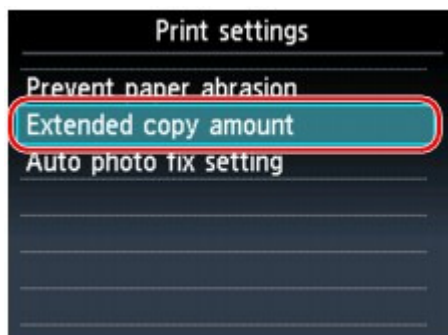 Print settings
Prevent paper abrasion
Extended copy amount
Auto photo fix setting